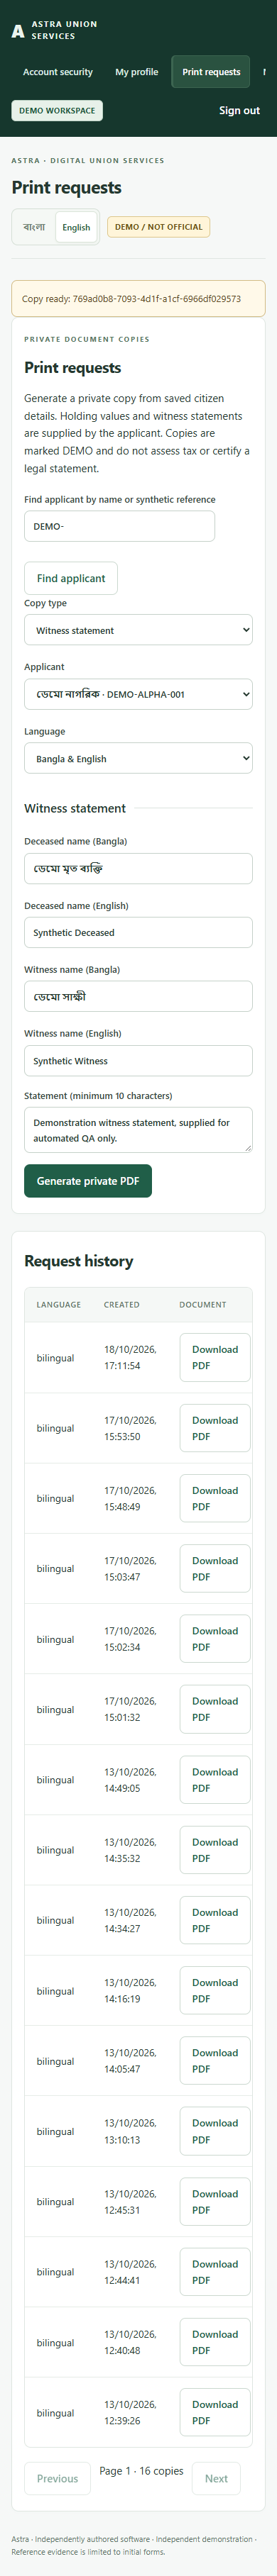 A ASTRA UNION
SERVICES
Account security My profile Print requests
DEMO WORKSPACE Sign out
ASTRA • DIGITAL UNION SERVICES
Print requests
বাংলা English DEMO / NOT OFFICIAL
Copy ready: 769ad0b8-7093-4d1f-a1cf-6966df029573
PRIVATE DOCUMENT COPIES
Print requests
Generate a private copy from saved citizen
details. Holding values and witness statements
are supplied by the applicant. Copies are
marked DEMO and do not assess tax or certify a
legal statement.
Find applicant by name or synthetic reference
DEMO-
Find applicant
Copy type
Witness statement
Applicant
ডেমো নাগরিক · DEMO-ALPHA-001
Language
Bangla & English
Witness statement
Deceased name (Bangla)
ডেমো মৃত ব্যক্তি
Deceased name (English)
Synthetic Deceased
Witness name (Bangla)
ডেমো সাক্ষী
Witness name (English)
Synthetic Witness
Statement (minimum 10 characters)
Demonstration witness statement, supplied for
automated QA only.
Generate private PDF
Request history
LANGUAGE CREATED DOCUMENT
bilingual 18/10/2026, 17:11:54 Download PDF
bilingual 17/10/2026, 15:53:50 Download PDF
bilingual 17/10/2026, 15:48:49 Download PDF
bilingual 17/10/2026, 15:03:47 Download PDF
bilingual 17/10/2026, 15:02:34 Download PDF
bilingual 17/10/2026, 15:01:32 Download PDF
bilingual 13/10/2026, 14:49:05 Download PDF
bilingual 13/10/2026, 14:35:32 Download PDF
bilingual 13/10/2026, 14:34:27 Download PDF
bilingual 13/10/2026, 14:16:19 Download PDF
bilingual 13/10/2026, 14:05:47 Download PDF
bilingual 13/10/2026, 13:10:13 Download PDF
bilingual 13/10/2026, 12:45:31 Download PDF
bilingual 13/10/2026, 12:44:41 Download PDF
bilingual 13/10/2026, 12:40:48 Download PDF
bilingual 13/10/2026, 12:39:26 Download PDF
Previous Page 1 · 16 copies Next
Astra · Independently authored software · Independent demonstration ·
Reference evidence is limited to initial forms.